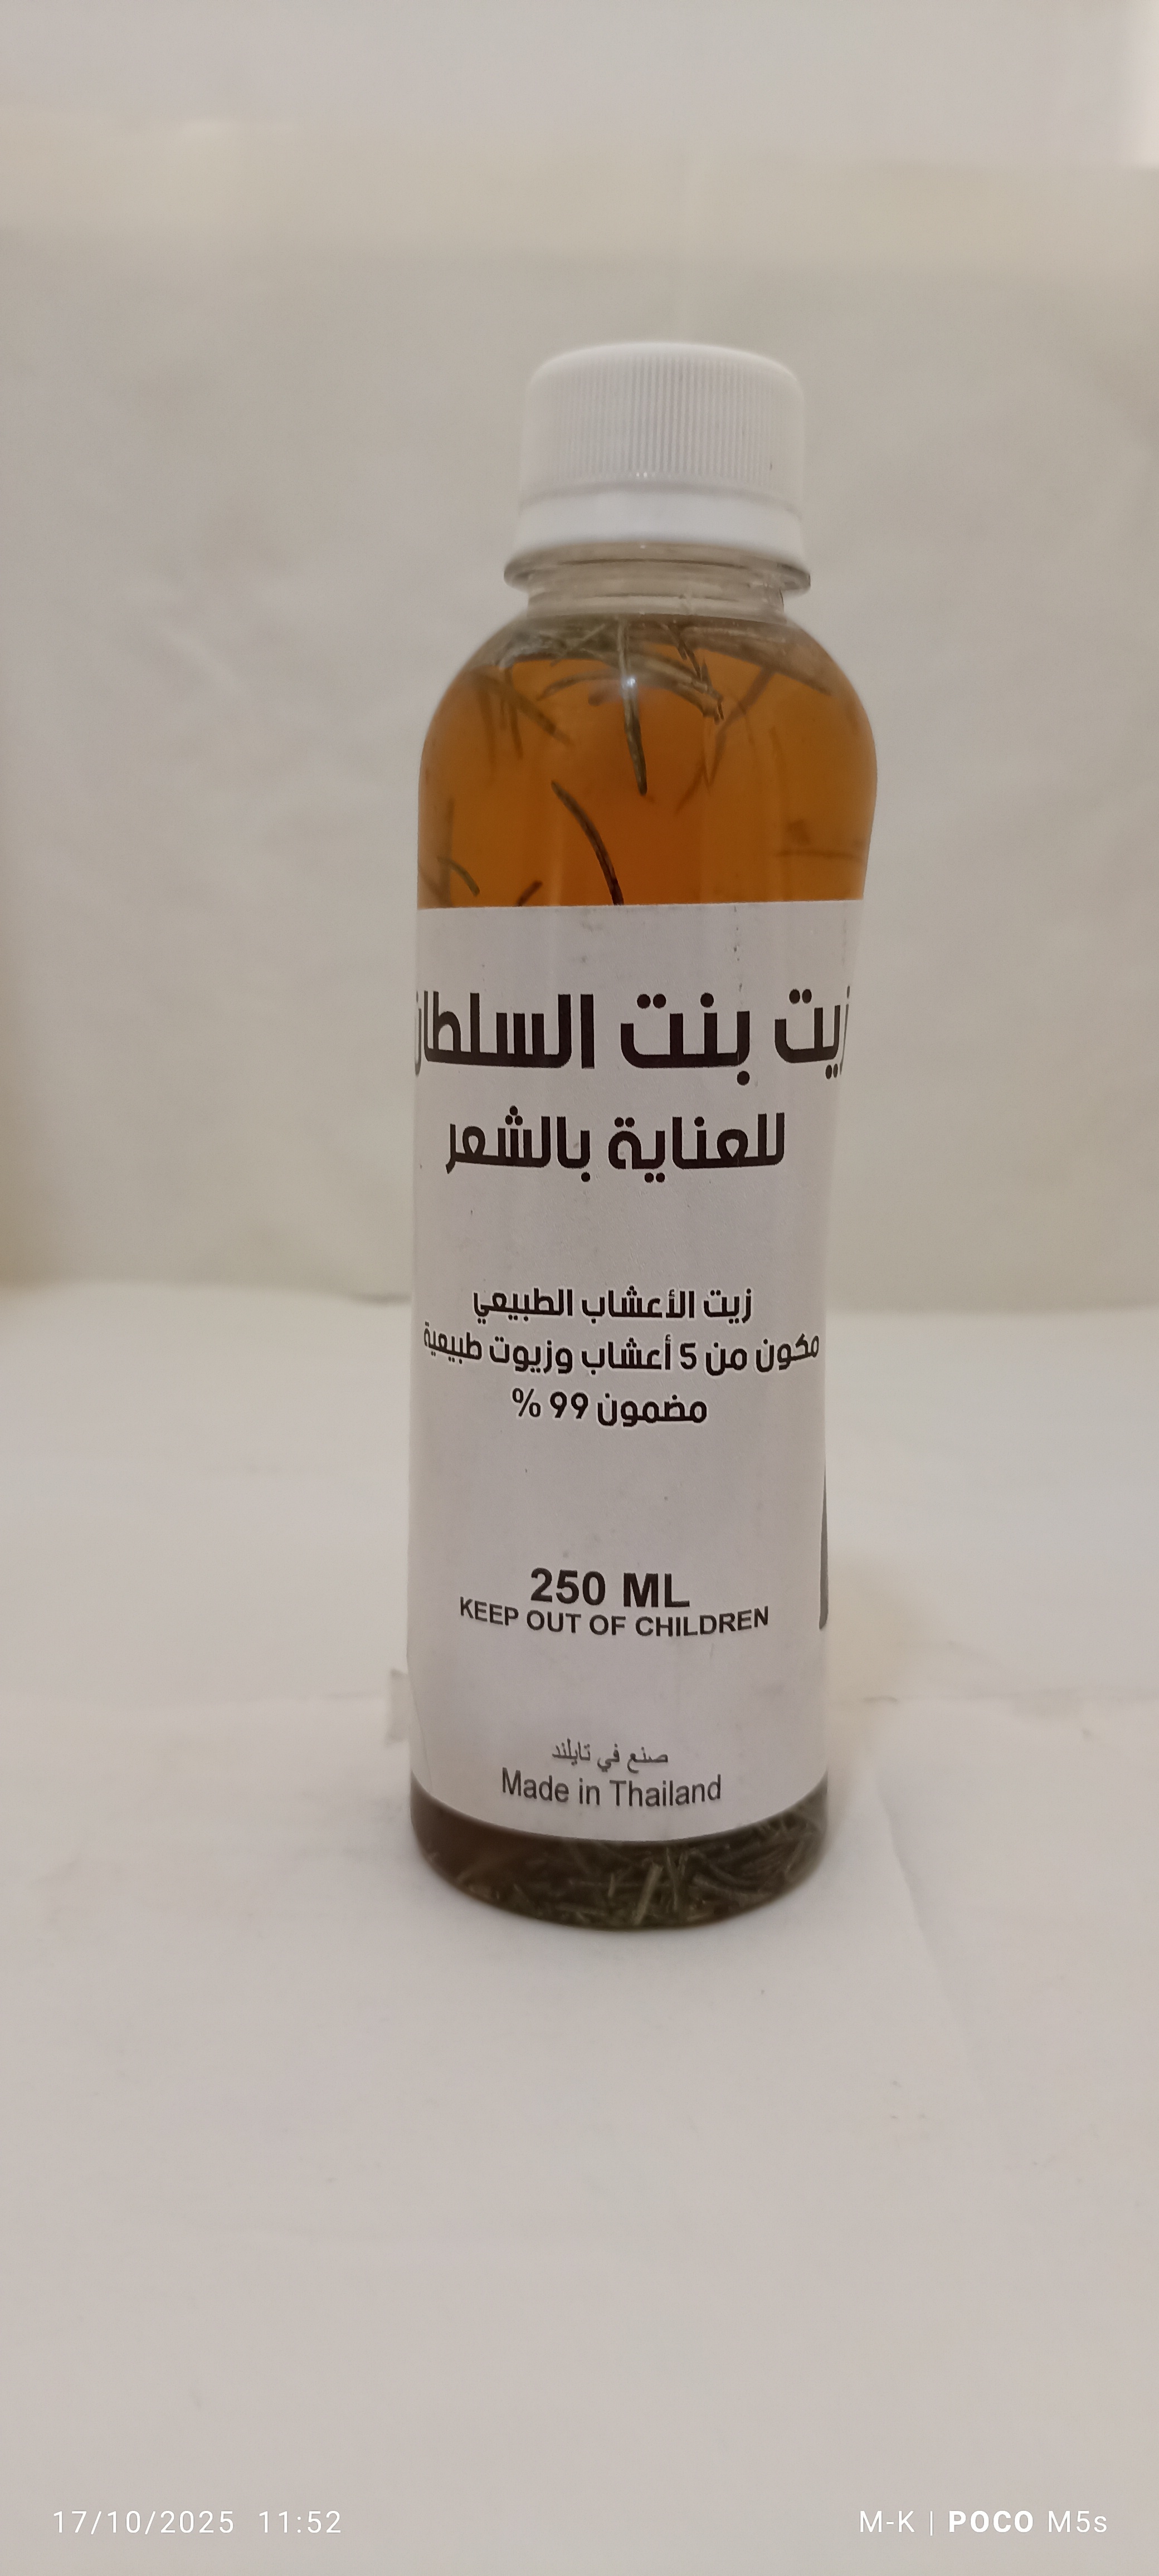 زيت بنت السلطان
للعناية بالشعر
زيت الأعشاب الطبيعي
مكون من 5 أعشاب وزيوت طبيعية
مضمون 99 %
250 ML
KEEP OUT OF CHILDREN
صنع في تايلند
Made in Thailand
17/10/2025 11:52
M-K | POCO M5s